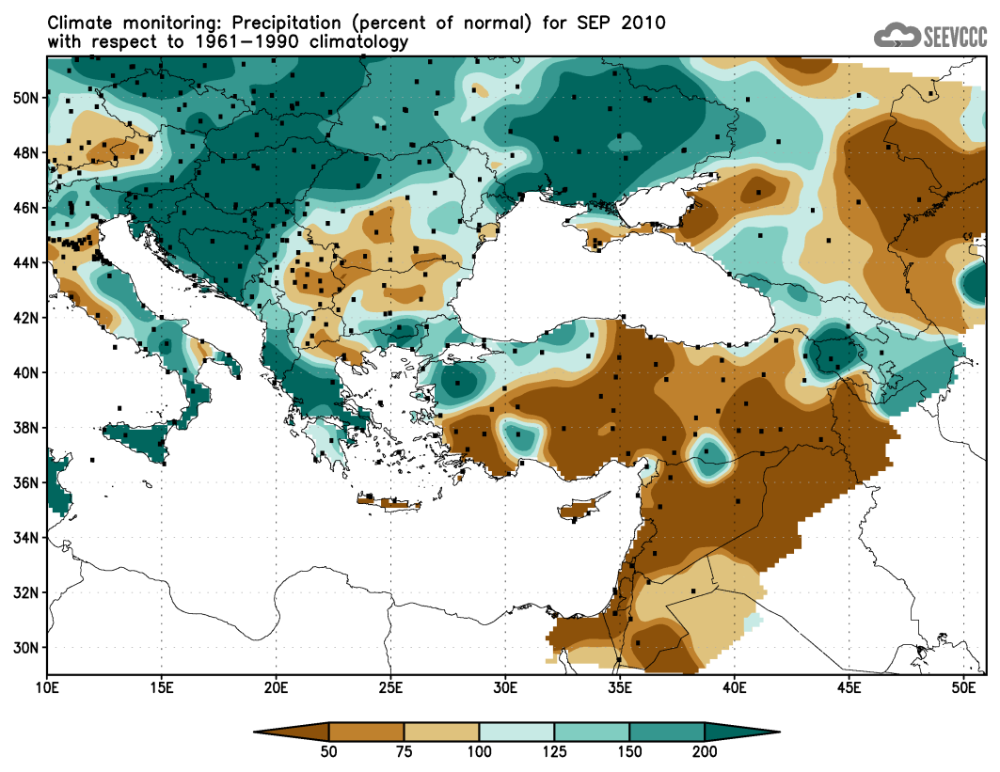 Climate monitoring: Precipitation (percent of normal) for SEP 2010
with respect to 1961−1990 climatology
SEEVCCC
50N
48N
46N
44N
42N
40N
38N
36N
34N
32N
30N
10E 15E 20E 25E 30E 35E 40E 45E 50E
50 75 100 125 150 200